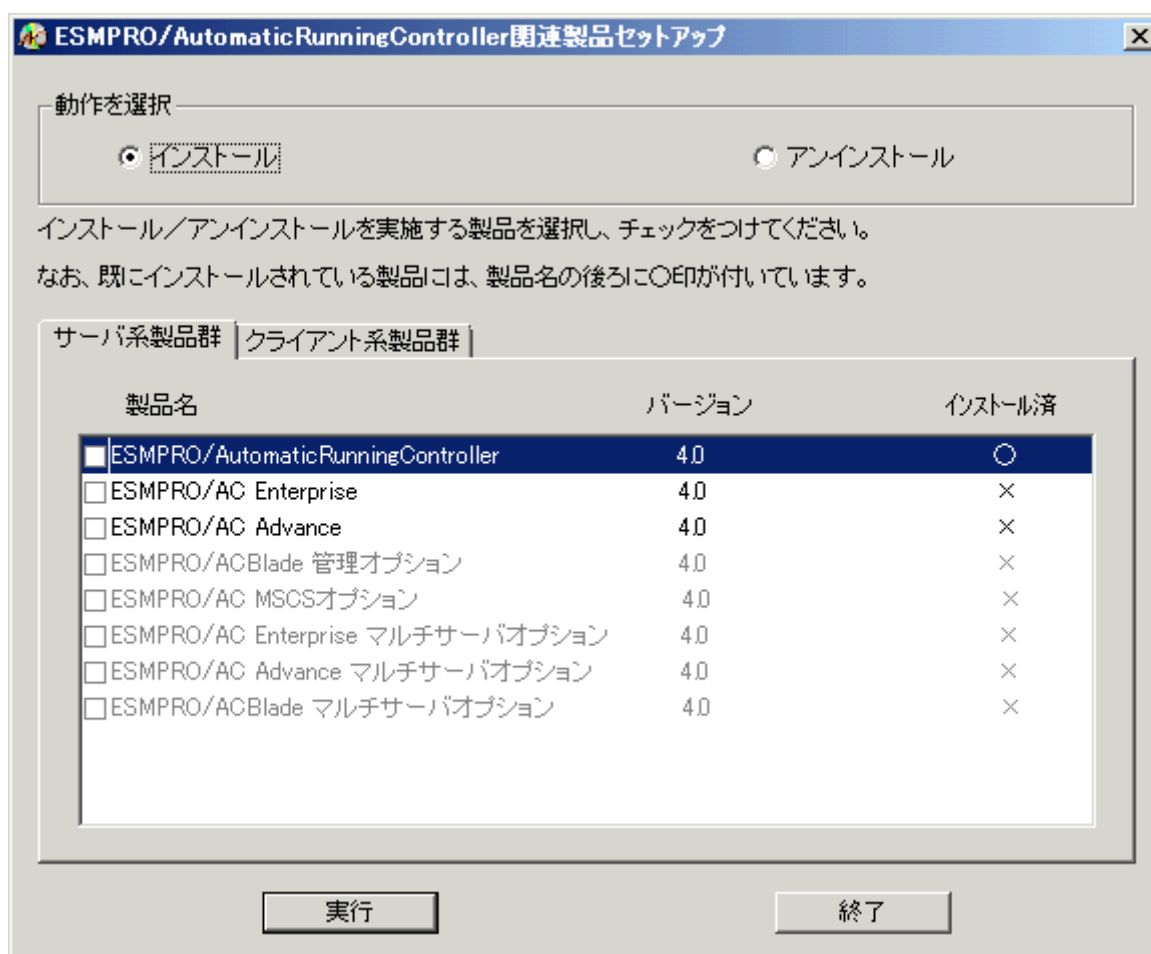 ESMPRO/AutomaticRunningController関連製品セットアップ
動作を選択
インストール アンインストール
インストール／アンインストールを実施する製品を選択し、チェックをつけてください。
なお、既にインストールされている製品には、製品名の後ろに〇印が付いています。
サーバ系製品群 クライアント系製品群
製品名 バージョン インストール済
ESMPRO/AutomaticRunningController 4.0 ○
ESMPRO/AC Enterprise 4.0 ×
ESMPRO/AC Advance 4.0 ×
ESMPRO/ACBlade 管理オプション 4.0 ×
ESMPRO/AC MSCSオプション 4.0 ×
ESMPRO/AC Enterprise マルチサーバオプション 4.0 ×
ESMPRO/AC Advance マルチサーバオプション 4.0 ×
ESMPRO/ACBlade マルチサーバオプション 4.0 ×
実行 終了